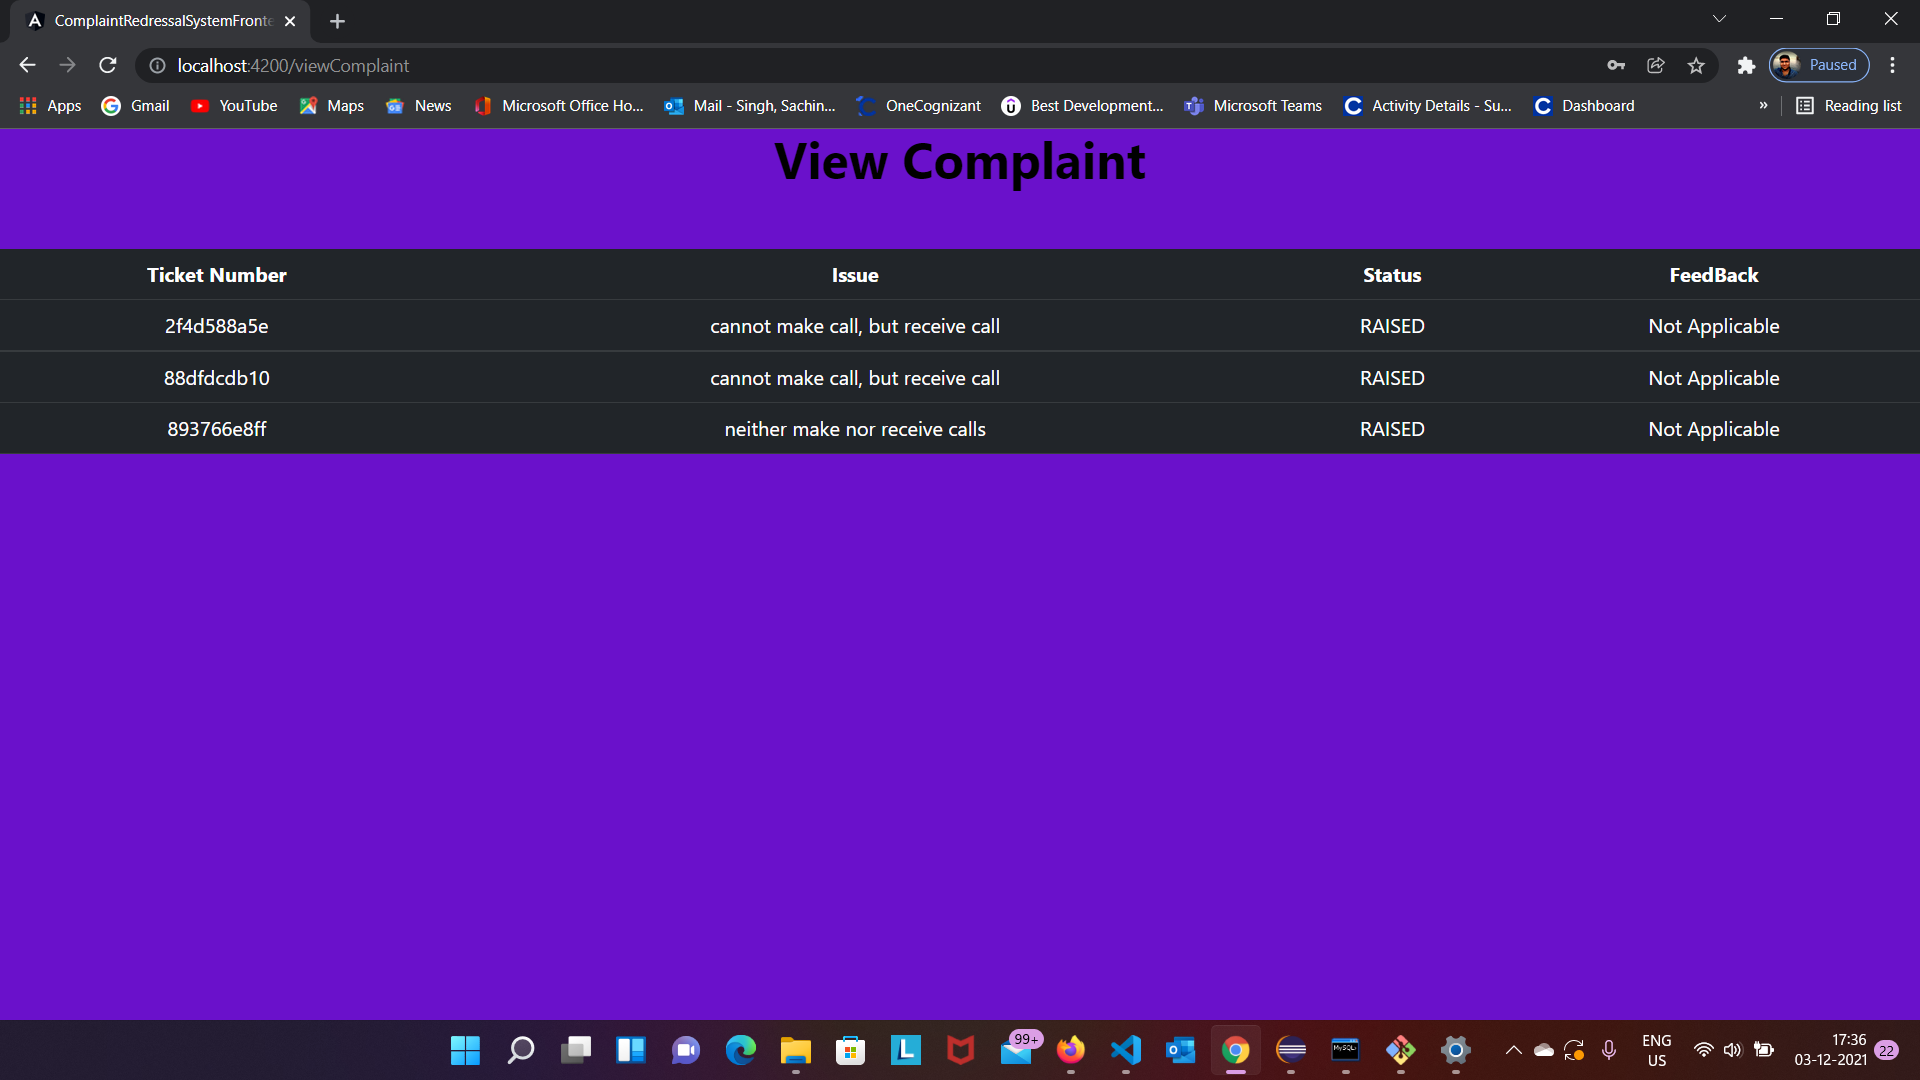 ComplaintRedressalSystemFronte
localhost:4200/viewComplaint
Paused
Apps Gmail YouTube Maps News Microsoft Office Ho... Mail - Singh, Sachin... OneCognizant Best Development... Microsoft Teams Activity Details - Su... Dashboard » Reading list
View Complaint
Ticket Number Issue Status FeedBack
2f4d588a5e cannot make call, but receive call RAISED Not Applicable
88dfdcdb10 cannot make call, but receive call RAISED Not Applicable
893766e8ff neither make nor receive calls RAISED Not Applicable
99+
ENG
US
17:36
03-12-2021
22